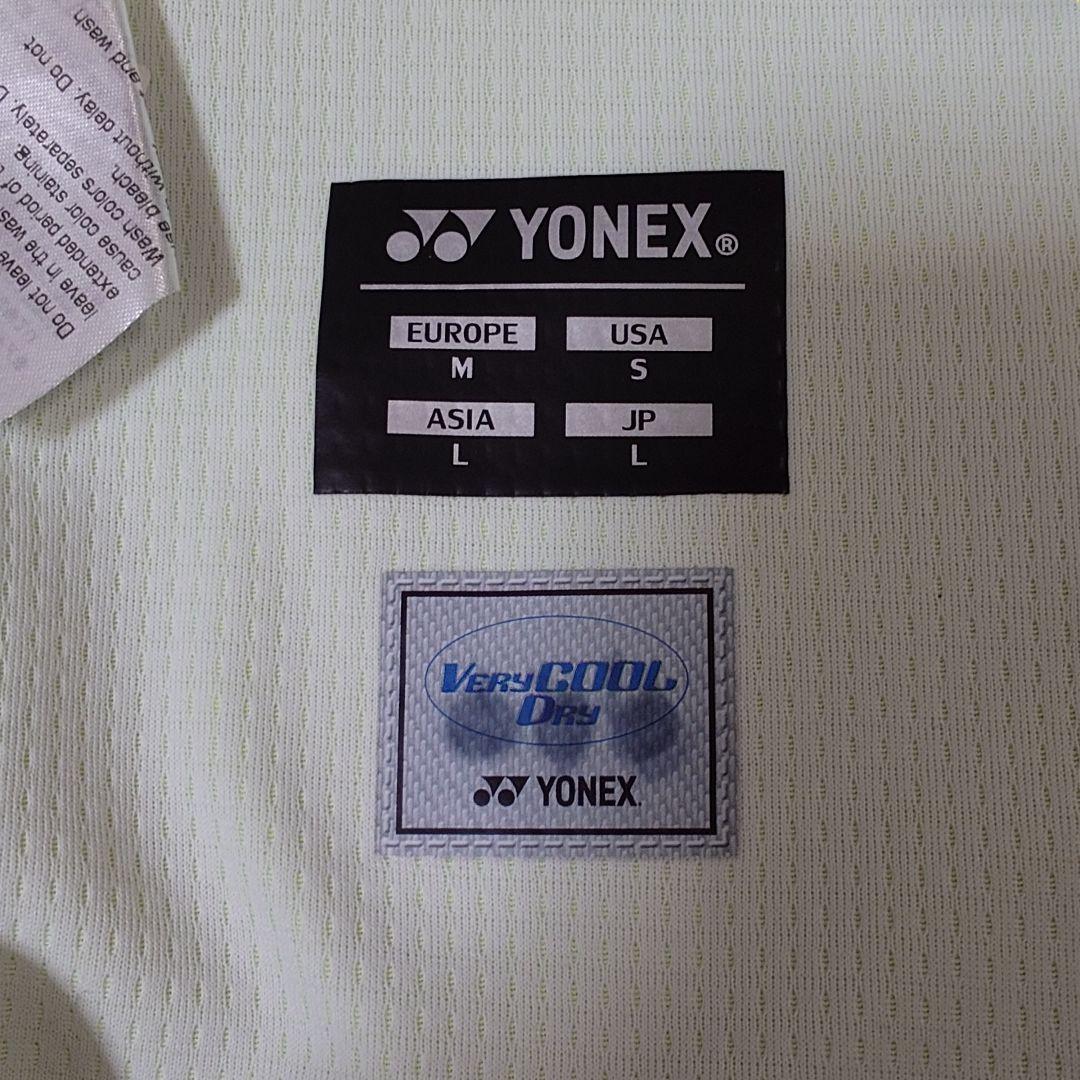 Do not leave
leave in the
extended period of
cause color staining.
Wash colors separately.
bleach.
without delay. Do not
and wash
YONEX®
EUROPE USA
M S
ASIA JP
L L
VERY COOL
DRY
YONEX